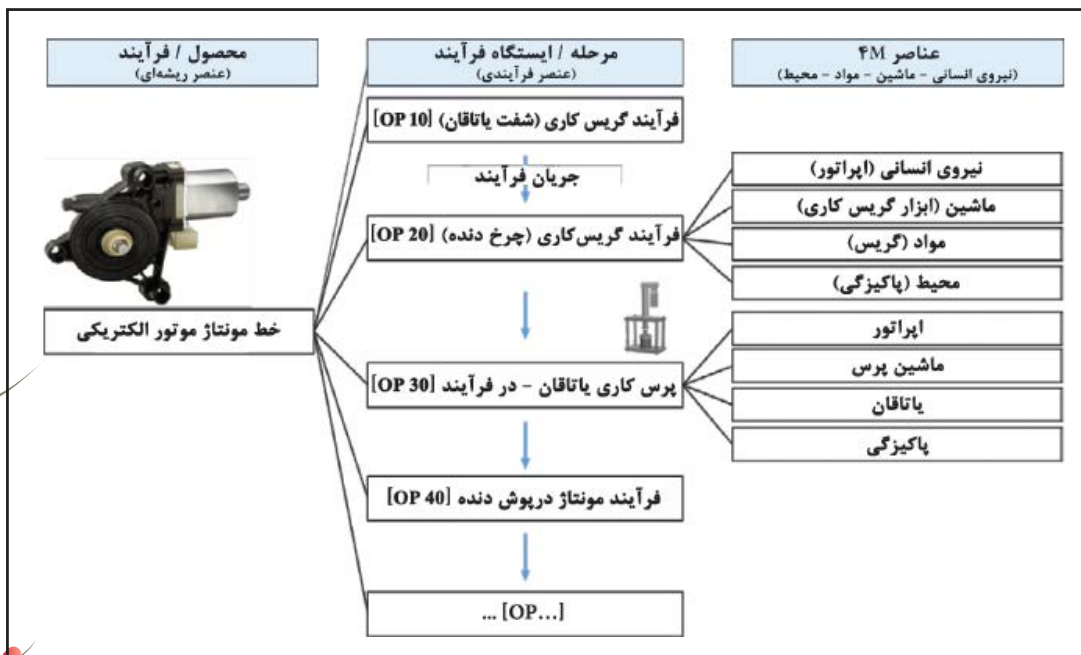 محصول / فرآیند
(عنصر ریشه‌ای)
مرحله / ایستگاه فرآیند
(عنصر فرآیندی)
عناصر ۴M
(نیروی انسانی - ماشین - مواد - محیط)
فرآیند گریس کاری (شفت یاتاقان) [OP 10]
جریان فرآیند
فرآیند گریس‌کاری (چرخ دنده) [OP 20]
نیروی انسانی (اپراتور)
ماشین (ابزار گریس کاری)
مواد (گریس)
محیط (پاکیزگی)
خط مونتاژ موتور الکتریکی
پرس کاری یاتاقان - در فرآیند [OP 30]
اپراتور
ماشین پرس
یاتاقان
پاکیزگی
فرآیند مونتاژ درپوش دنده [OP 40]
... [OP...]